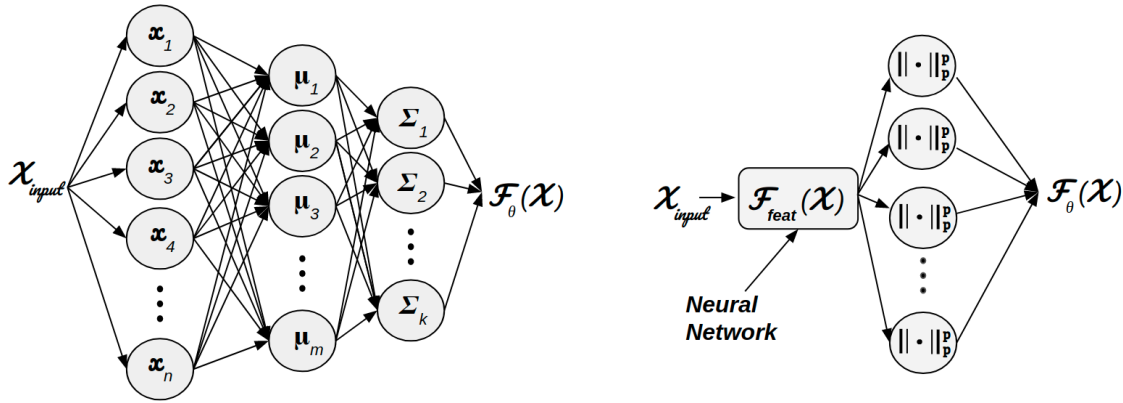 𝒳input
x1
x2
x3
x4
xn
μ1
μ2
μ3
μm
Σ1
Σ2
Σk
ℱθ(𝒳)
𝒳input
ℱfeat(𝒳)
Neural
Network
|| • ||pp
|| • ||pp
|| • ||pp
|| • ||pp
ℱθ(𝒳)